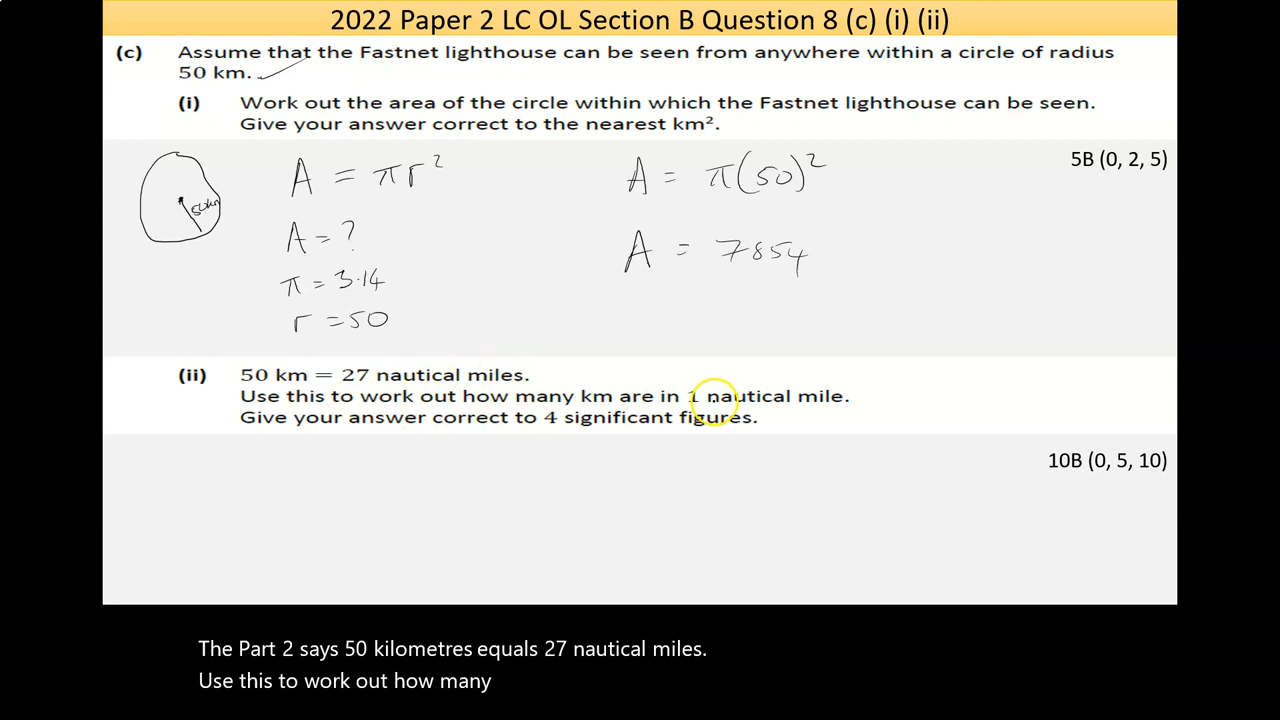 2022 Paper 2 LC OL Section B Question 8 (c) (i) (ii)
(c) Assume that the Fastnet lighthouse can be seen from anywhere within a circle of radius
50 km.
(i) Work out the area of the circle within which the Fastnet lighthouse can be seen.
Give your answer correct to the nearest km².
5B (0, 2, 5)
50km
A = πr²
A = ?
π = 3.14
r = 50
A = π(50)²
A = 7854
(ii) 50 km = 27 nautical miles.
Use this to work out how many km are in 1 nautical mile.
Give your answer correct to 4 significant figures.
10B (0, 5, 10)
The Part 2 says 50 kilometres equals 27 nautical miles.
Use this to work out how many